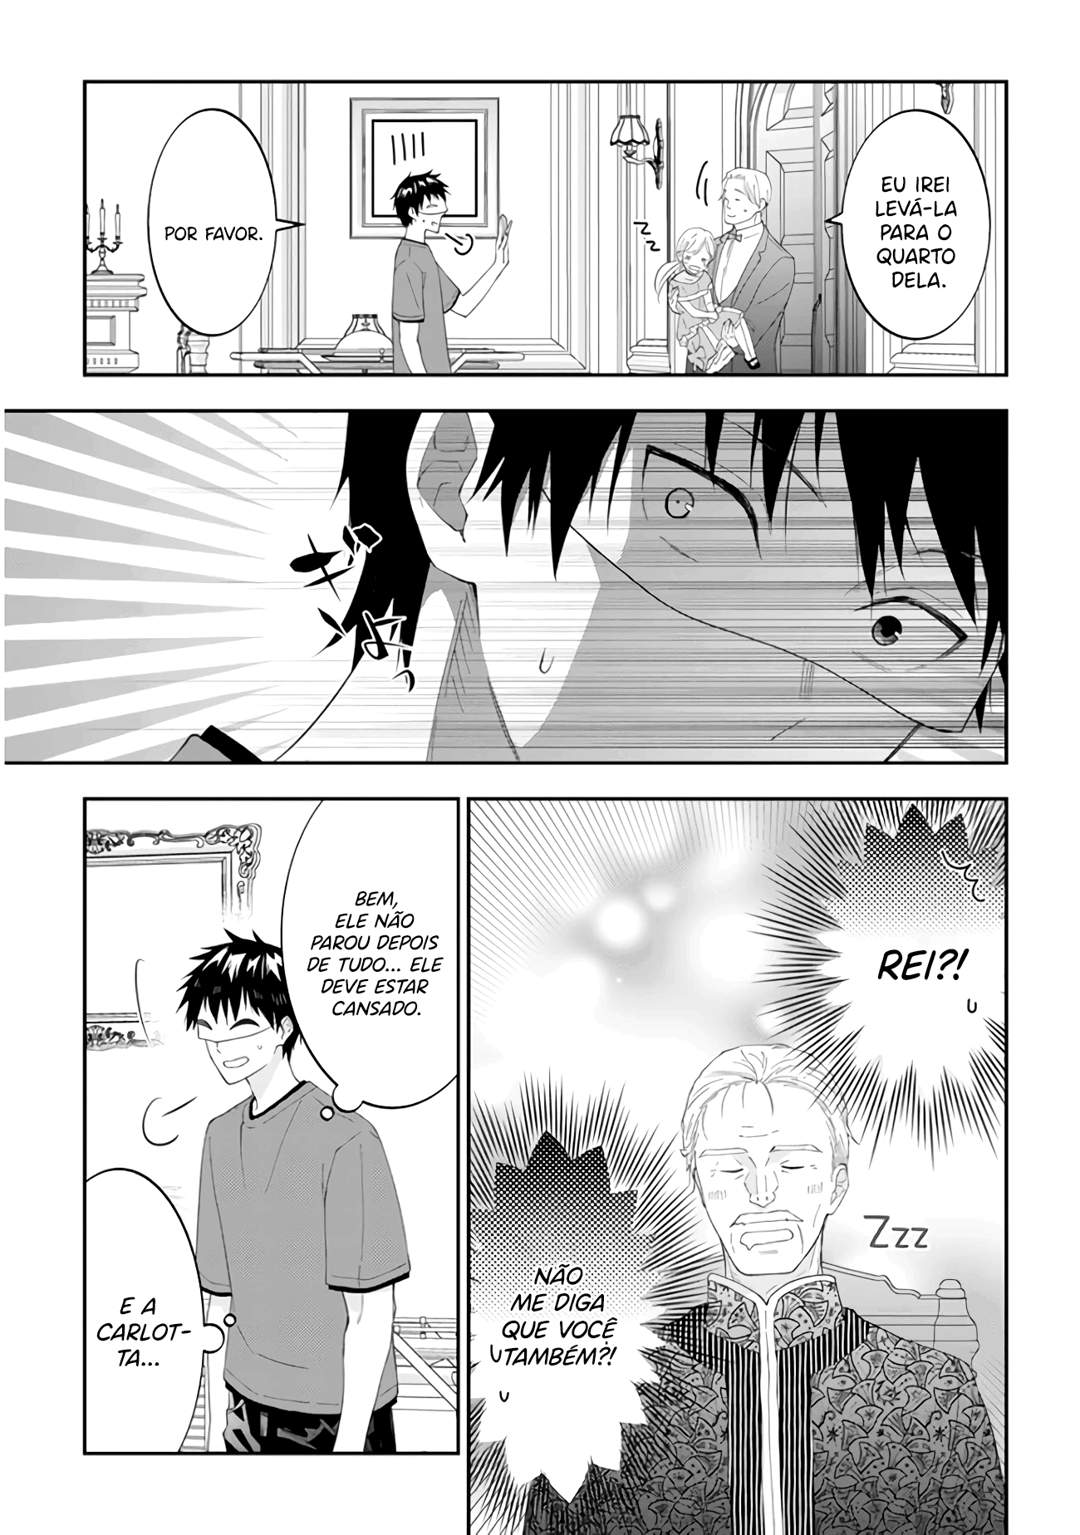 EU IREI
LEVÁ-LA
PARA O
QUARTO
DELA.
POR FAVOR.
REI?!
NÃO
ME DIGA
QUE VOCÊ
TAMBÉM?!
Zzz
BEM,
ELE NÃO
PAROU DEPOIS
DE TUDO... ELE
DEVE ESTAR
CANSADO.
E A
CARLOT-
TA...